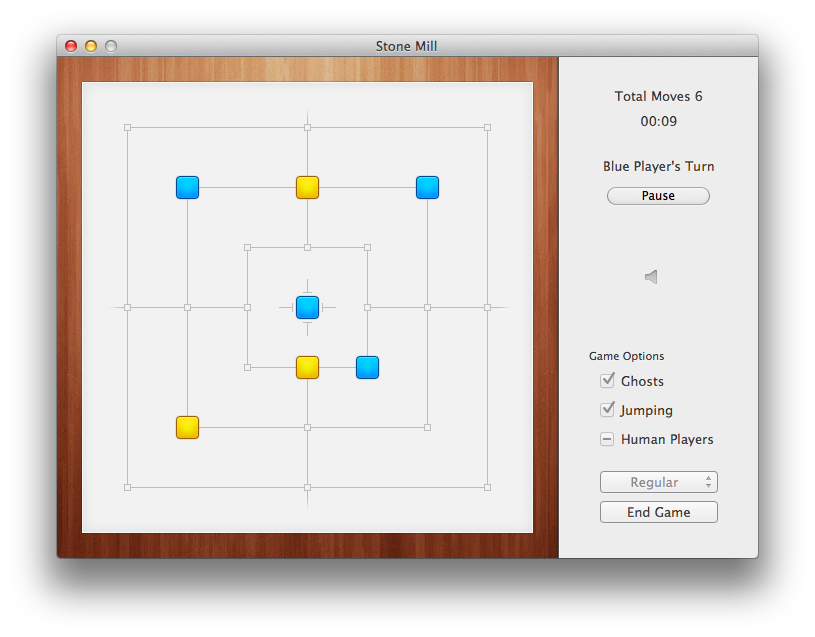 Stone Mill
Total Moves 6
00:09
Blue Player's Turn
Pause
Game Options
Ghosts
Jumping
Human Players
Regular
End Game